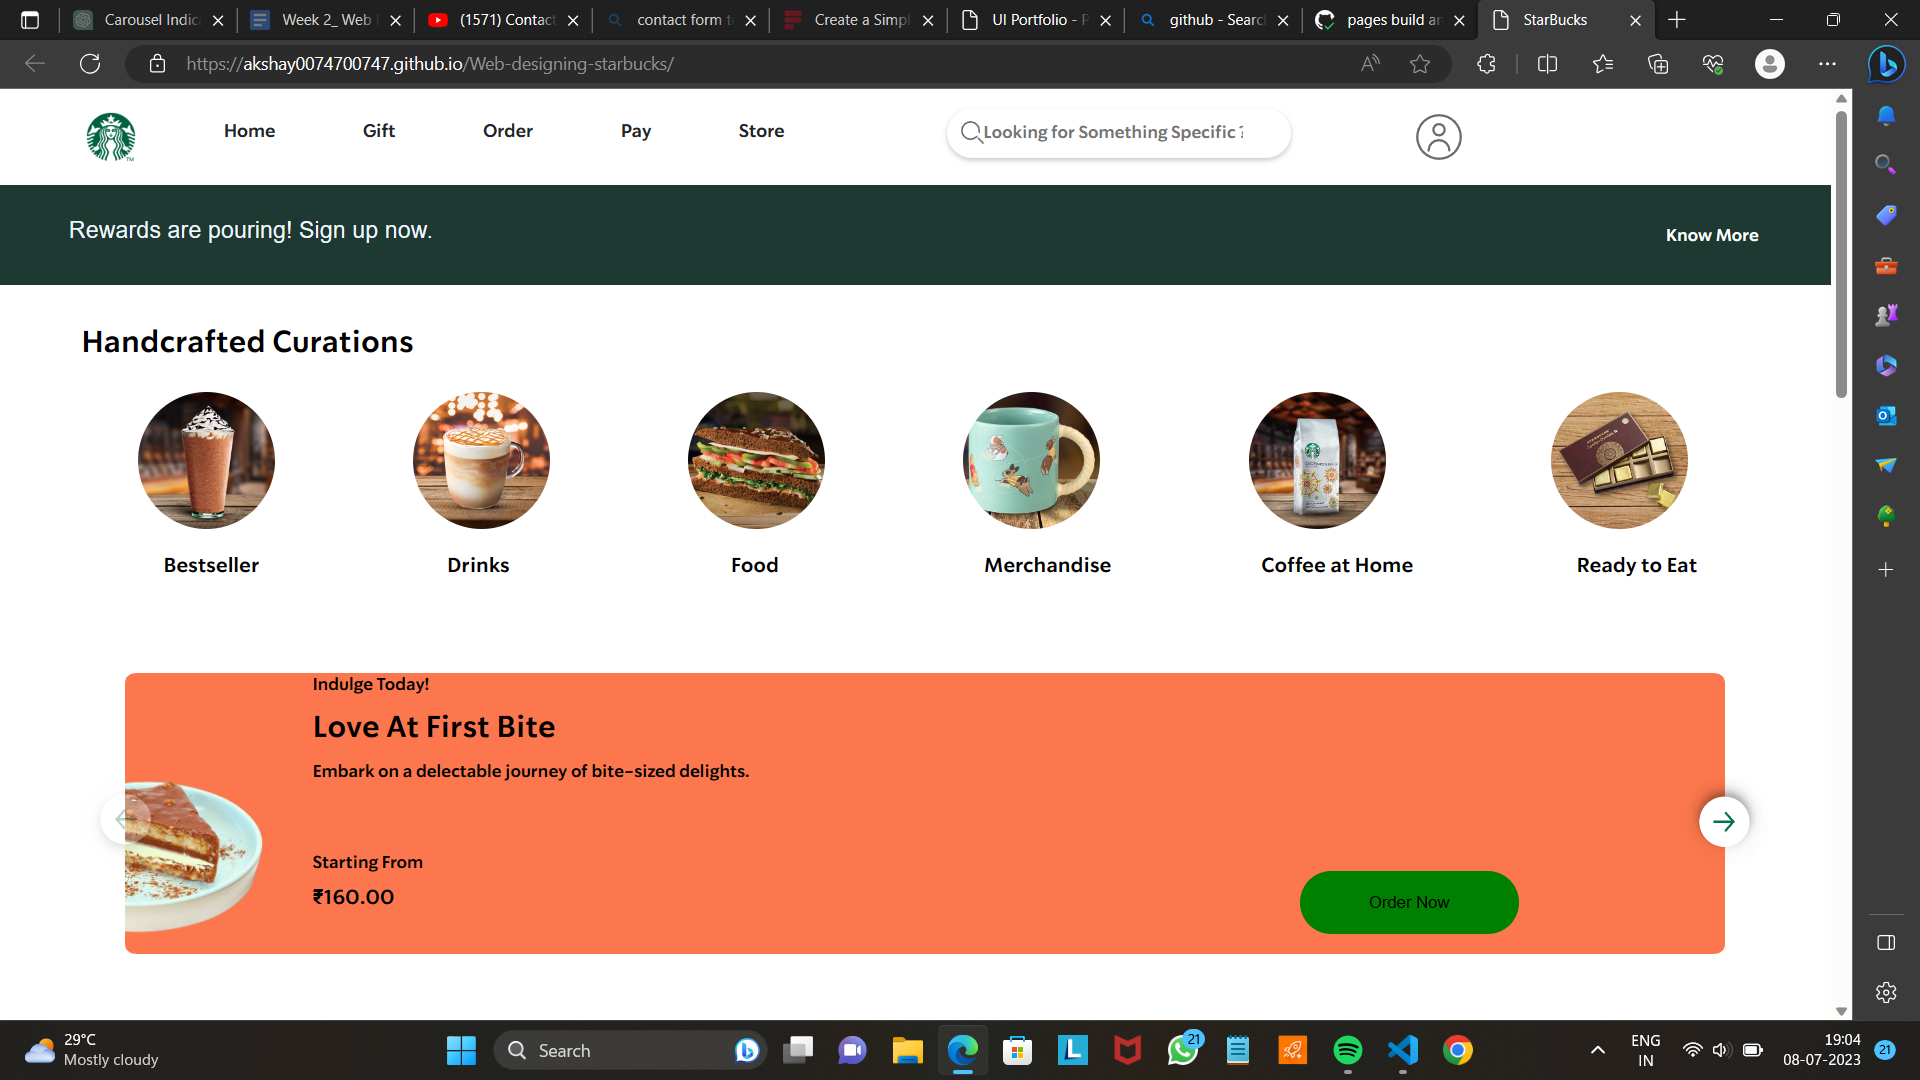 Carousel Indic
Week 2_ Web
(1571) Contact
contact form t
Create a Simpl
UI Portfolio - P
github - Searc
pages build an
StarBucks
https://akshay0074700747.github.io/Web-designing-starbucks/
Home
Gift
Order
Pay
Store
Looking for Something Specific ?
Rewards are pouring! Sign up now.
Know More
Handcrafted Curations
Bestseller
Drinks
Food
Merchandise
Coffee at Home
Ready to Eat
Indulge Today!
Love At First Bite
Embark on a delectable journey of bite-sized delights.
Starting From
₹160.00
Order Now
29°C
Mostly cloudy
Search
21
ENG
IN
19:04
08-07-2023
21